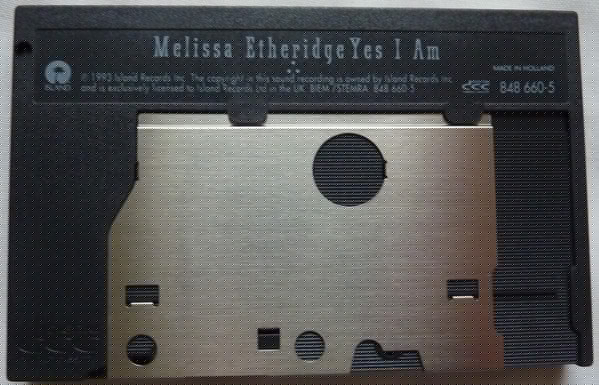 Melissa Etheridge Yes I Am
MADE IN HOLLAND
ISLAND
℗ 1993 Island Records Inc The copyright in this sound recording is owned by Island Records Inc
and is exclusively licensed to Island Records Ltd in the UK BIEM/STEMRA 848 660-5
dcc 848 660-5